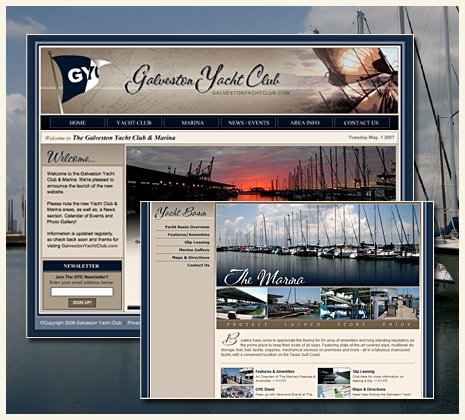 GYC
Galveston Yacht Club
GALVESTONYACHTCLUB.COM
HOME
YACHT CLUB
MARINA
NEWS / EVENTS
AREA INFO
CONTACT US
Welcome to The Galveston Yacht Club & Marina
Tuesday May, 1 2007
Welcome...
Welcome to the Galveston Yacht
Club & Marina. We're pleased to
announce the launch of the new
website.
Please note the new Yacht Club
& Marina areas, as well as, a News
section, Calendar of Events and
Photo Gallery!
Information is updated regularly,
so check back soon and thanks for
visiting GalvestonYachtClub.com.
NEWSLETTER
Join The GYC Newsletter?
Enter your email address below.
SIGN UP!
©Copyright 2006 Galveston Yacht Club
Yacht Basin
Yacht Basin Overview
Features/Amenities
Slip Leasing
Marina Gallery
Maps & Directions
Contact Us
The Marina
PROTECT LAUNCH STORE ENJOY
Boaters have come to appreciate the Marina for it's array of amenities and long standing reputation as
the prime place to keep their boats of all sizes. Featuring state-of-the-art covered slips, multilevel dry
storage, fuel, bait, tackle, supplies, mechanical services on premises and more - all in a fabulous manicured
facility with a convenient location on the Texas Gulf Coast.
Features & Amenities
An Overview of The Marina's Features &
Amenities >>MORE
Slip Leasing
Click Here for more information on
leasing a slip. >>MORE
GYB Sheet
Keep up with News and Events at The
Maps & Directions
Need help finding the Galveston Yacht